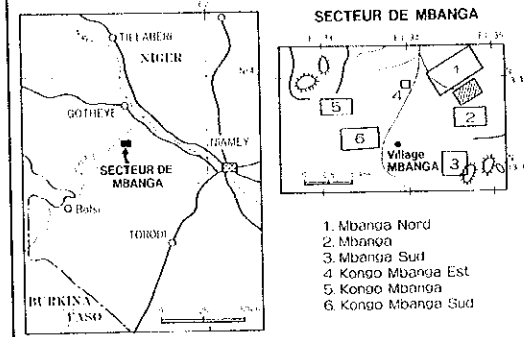 SECTEUR DE MBANGA
TILLABERI
NIGER
GOTHEYE
NIAMEY
SECTEUR DE
MBANGA
TORODI
BURKINA
FASO
1
2
3
4
5
6
Village
MBANGA
1. Mbanga Nord
2. Mbanga
3. Mbanga Sud
4 Kongo Mbanga Est
5. Kongo Mbanga
6. Kongo Mbanga Sud